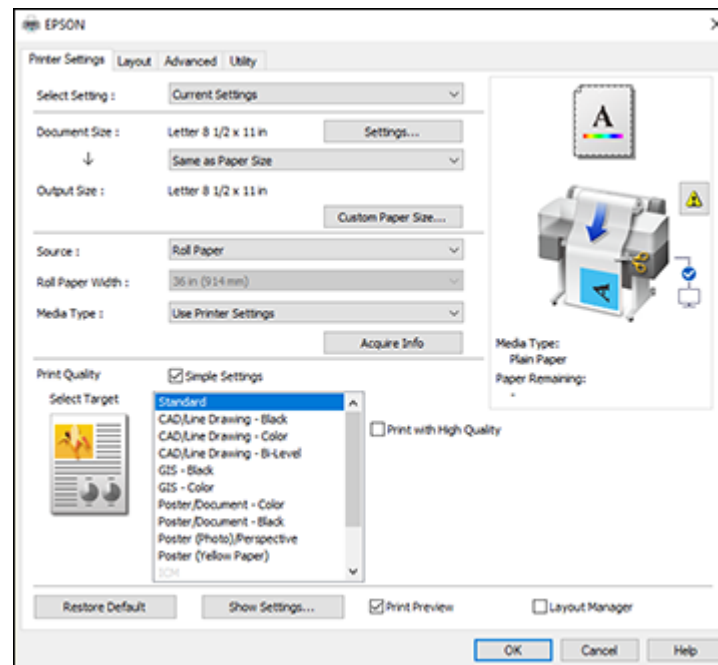 EPSON
Printer Settings Layout Advanced Utility
Select Setting : Current Settings
Document Size : Letter 8 1/2 x 11 in Settings...
Same as Paper Size
Output Size : Letter 8 1/2 x 11 in
Custom Paper Size...
Source : Roll Paper
Roll Paper Width : 36 in (914 mm)
Media Type : Use Printer Settings
Acquire Info
Print Quality Simple Settings
Select Target
Standard
CAD/Line Drawing - Black
CAD/Line Drawing - Color
CAD/Line Drawing - Bi-Level
GIS - Black
GIS - Color
Poster/Document - Color
Poster/Document - Black
Poster (Photo)/Perspective
Poster (Yellow Paper)
ICM
Print with High Quality
A
A
Media Type:
Plain Paper
Paper Remaining:
-
Restore Default Show Settings... Print Preview Layout Manager
OK Cancel Help